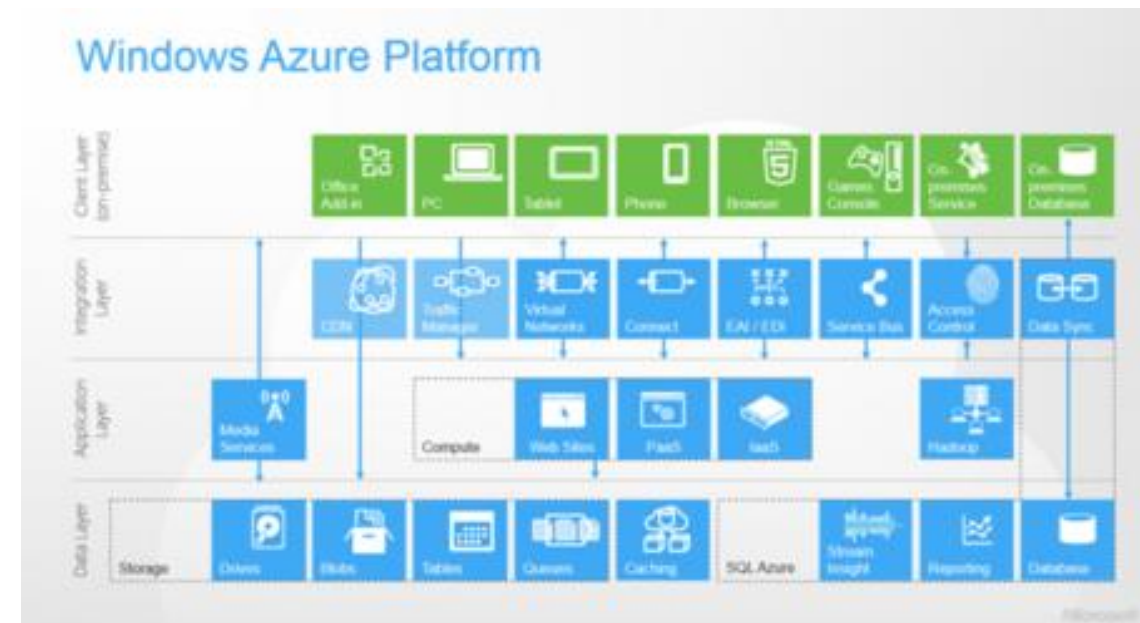 Windows Azure Platform
Client Layer
(on-premise)
Office
Add-in
PC
Tablet
Phone
Browser
5
Games
Console
On-
premises
Service
On-
premises
Database
Integration
Layer
CDN
Traffic
Manager
Virtual
Networks
Connect
EAI / EDI
Service Bus
Access
Control
Data Sync
Application
Layer
Media
Services
Compute
Web Sites
PaaS
IaaS
Hadoop
Data Layer
Storage
Drives
Blobs
Tables
Queues
Caching
SQL Azure
Stream
Insight
Reporting
Database
Microsoft